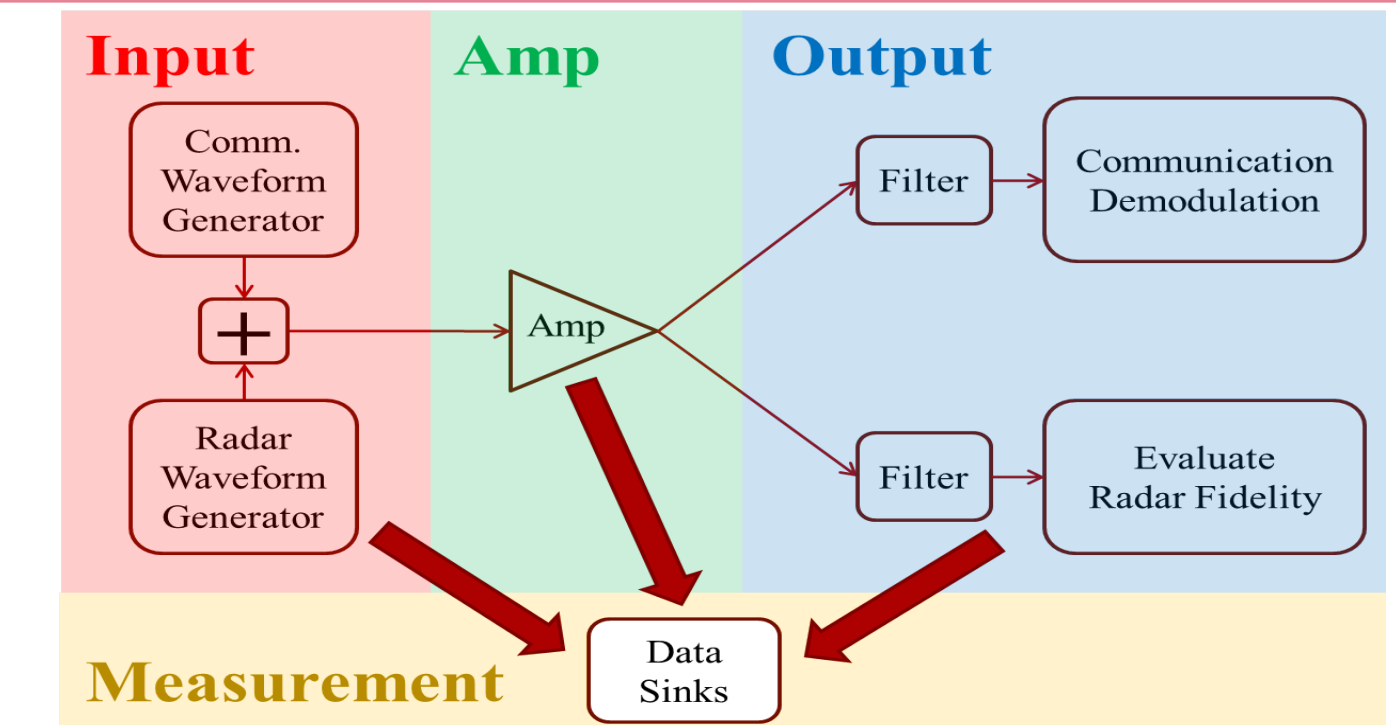 Input
Amp
Output
Comm.
Waveform
Generator
+
Radar
Waveform
Generator
Amp
Filter
Communication
Demodulation
Filter
Evaluate
Radar Fidelity
Measurement
Data
Sinks